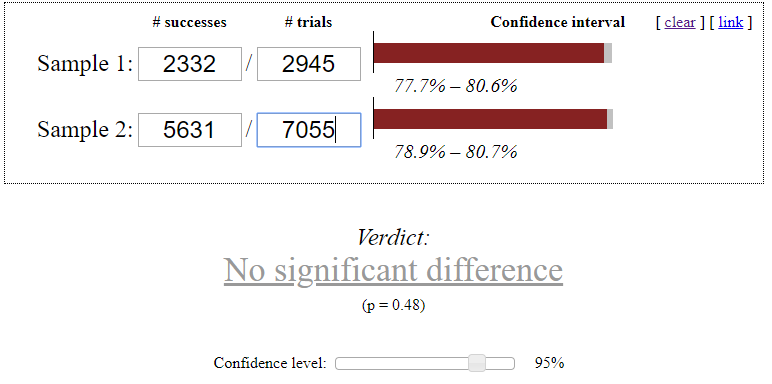 # successes # trials Confidence interval [ clear ] [ link ]
Sample 1: 2332 / 2945
77.7% – 80.6%
Sample 2: 5631 / 7055
78.9% – 80.7%
Verdict:
No significant difference
(p = 0.48)
Confidence level: 95%